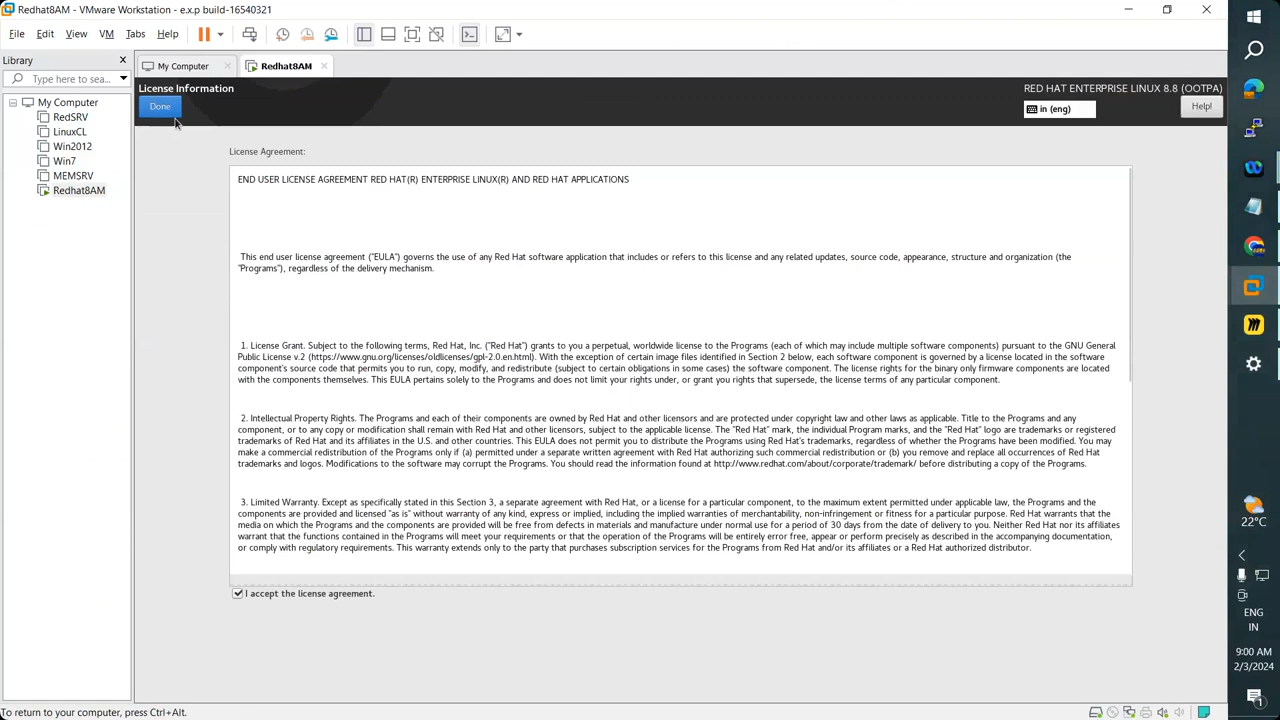 Redhat8AM - VMware Workstation - e.x.p build-16540321
File Edit View VM Tabs Help
Library
Type here to sea...
My Computer
RedSRV
LinuxCL
Win2012
Win7
MEMSRV
Redhat8AM
My Computer
Redhat8AM
License Information
Done
RED HAT ENTERPRISE LINUX 8.8 (OOTPA)
in (eng)
Help!
License Agreement:
END USER LICENSE AGREEMENT RED HAT(R) ENTERPRISE LINUX(R) AND RED HAT APPLICATIONS
This end user license agreement ("EULA") governs the use of any Red Hat software application that includes or refers to this license and any related updates, source code, appearance, structure and organization (the
"Programs"), regardless of the delivery mechanism.
1. License Grant. Subject to the following terms, Red Hat, Inc. ("Red Hat") grants to you a perpetual, worldwide license to the Programs (each of which may include multiple software components) pursuant to the GNU General
Public License v.2 (https://www.gnu.org/licenses/oldlicenses/gpl-2.0.en.html). With the exception of certain image files identified in Section 2 below, each software component is governed by a license located in the software
component's source code that permits you to run, copy, modify, and redistribute (subject to certain obligations in some cases) the software component. The license rights for the binary only firmware components are located
with the components themselves. This EULA pertains solely to the Programs and does not limit your rights under, or grant you rights that supersede, the license terms of any particular component.
2. Intellectual Property Rights. The Programs and each of their components are owned by Red Hat and other licensors and are protected under copyright law and other laws as applicable. Title to the Programs and any
component, or to any copy or modification shall remain with Red Hat and other licensors, subject to the applicable license. The "Red Hat" mark, the individual Program marks, and the "Red Hat" logo are trademarks or registered
trademarks of Red Hat and its affiliates in the U.S. and other countries. This EULA does not permit you to distribute the Programs using Red Hat's trademarks, regardless of whether the Programs have been modified. You may
make a commercial redistribution of the Programs only if (a) permitted under a separate written agreement with Red Hat authorizing such commercial redistribution or (b) you remove and replace all occurrences of Red Hat
trademarks and logos. Modifications to the software may corrupt the Programs. You should read the information found at http://www.redhat.com/about/corporate/trademark/ before distributing a copy of the Programs.
3. Limited Warranty. Except as specifically stated in this Section 3, a separate agreement with Red Hat, or a license for a particular component, to the maximum extent permitted under applicable law, the Programs and the
components are provided and licensed "as is" without warranty of any kind, express or implied, including the implied warranties of merchantability, non-infringement or fitness for a particular purpose. Red Hat warrants that the
media on which the Programs and the components are provided will be free from defects in materials and manufacture under normal use for a period of 30 days from the date of delivery to you. Neither Red Hat nor its affiliates
warrant that the functions contained in the Programs will meet your requirements or that the operation of the Programs will be entirely error free, appear or perform precisely as described in the accompanying documentation,
or comply with regulatory requirements. This warranty extends only to the party that purchases subscription services for the Programs from Red Hat and/or its affiliates or a Red Hat authorized distributor.
I accept the license agreement.
To return to your computer, press Ctrl+Alt.
22°C
ENG
IN
9:00 AM
2/3/2024
1